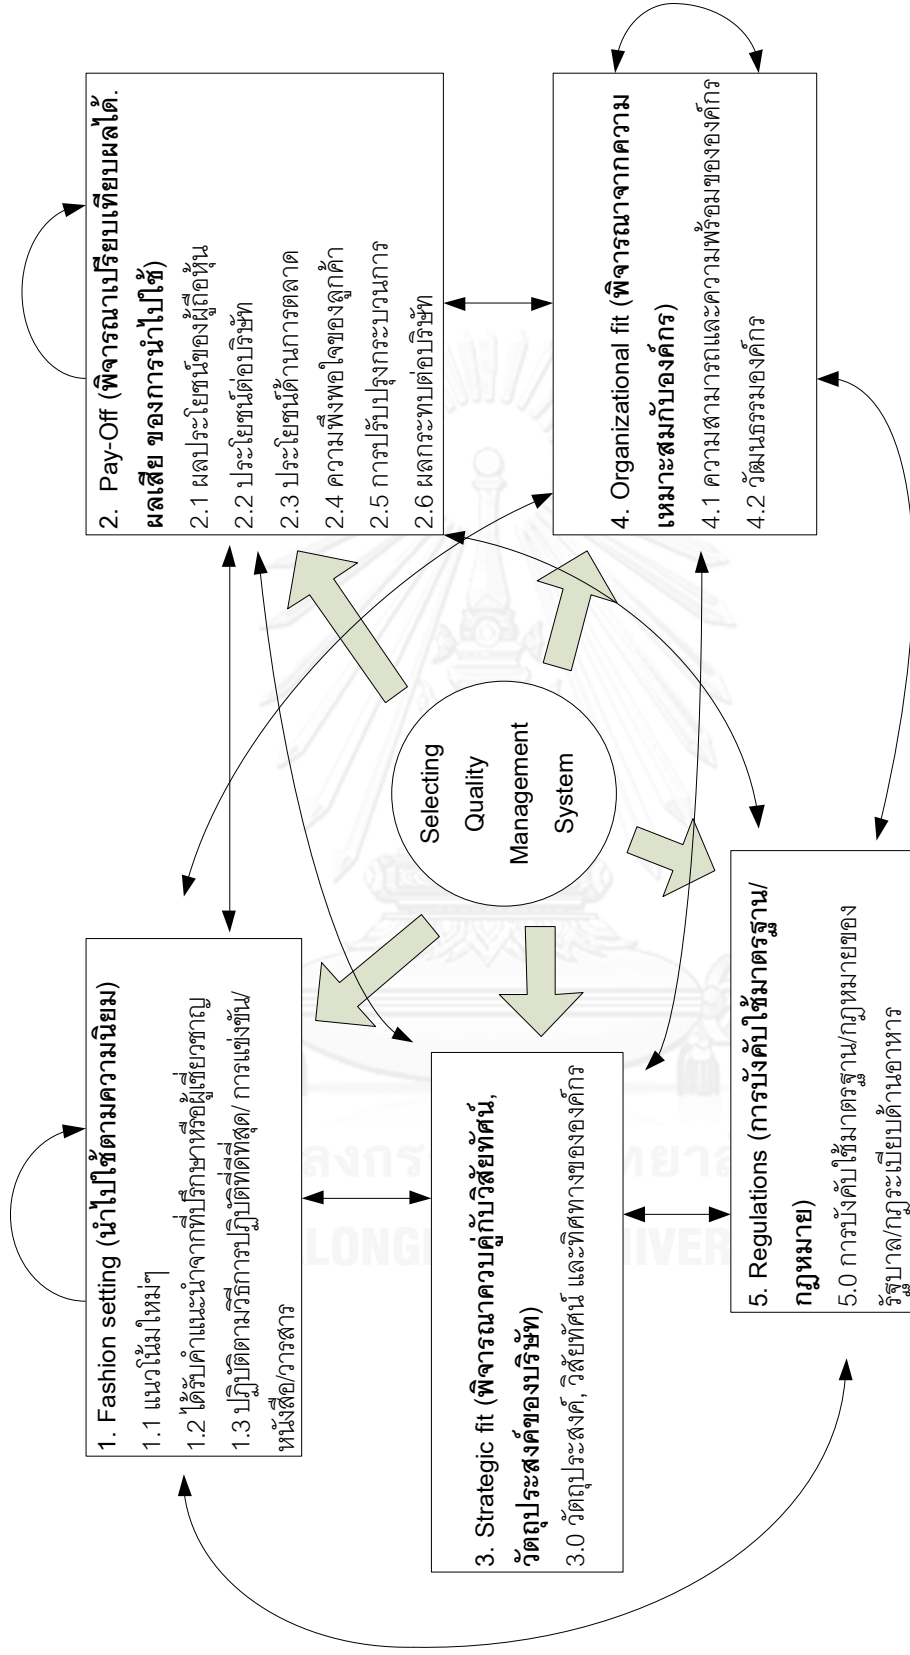 1. Fashion setting (นำไปใช้ตามความนิยม)
1.1 แนวโน้มใหม่ๆ
1.2 ได้รับคำแนะนำจากที่ปรึกษาหรือผู้เชี่ยวชาญ
1.3 ปฏิบัติตามวิธีการปฏิบัติที่ดีที่สุด/ การแข่งขัน/
หนังสือ/วารสาร
2. Pay-Off (พิจารณาเปรียบเทียบผลได้.
ผลเสีย ของการนำไปใช้)
2.1 ผลประโยชน์ของผู้ถือหุ้น
2.2 ประโยชน์ต่อบริษัท
2.3 ประโยชน์ด้านการตลาด
2.4 ความพึงพอใจของลูกค้า
2.5 การปรับปรุงกระบวนการ
2.6 ผลกระทบต่อบริษัท
Selecting
Quality
Management
System
3. Strategic fit (พิจารณาควบคู่กับวิสัยทัศน์,
วัตถุประสงค์ของบริษัท)
3.0 วัตถุประสงค์, วิสัยทัศน์ และทิศทางขององค์กร
4. Organizational fit (พิจารณาจากความ
เหมาะสมกับองค์กร)
4.1 ความสามารถและความพร้อมขององค์กร
4.2 วัฒนธรรมองค์กร
5. Regulations (การบังคับใช้มาตรฐาน/
กฎหมาย)
5.0 การบังคับใช้มาตรฐาน/กฎหมายของ
รัฐบาล/กฎระเบียบด้านอาหาร